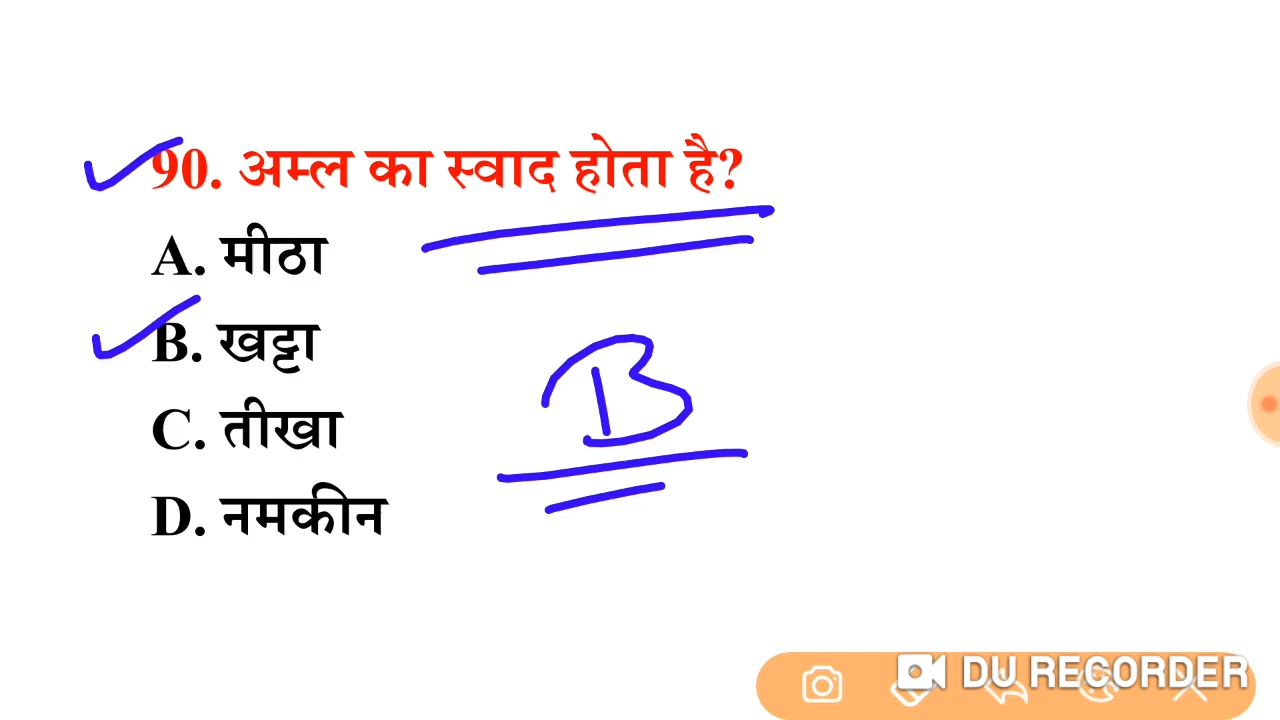 90. अम्ल का स्वाद होता है?
A. मीठा
B. खट्टा
B
C. तीखा
D. नमकीन
DU RECORDER